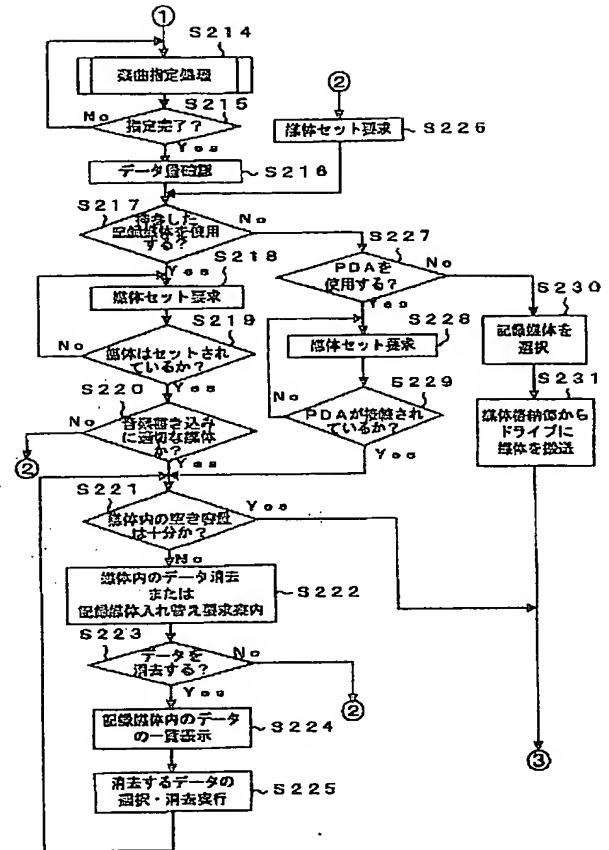 ①
S214
楽曲指定処理
S215
No
指定完了?
Yes
データ量確認
S216
②
媒体セット要求
S226
S217
持参した
記録媒体を使用
する?
No
Yes
S218
媒体セット要求
S219
No
媒体はセットされ
ているか?
Yes
S220
No
音楽書き込み
に適切な媒体
か?
②
Yes
S227
PDAを
使用する?
No
Yes
S228
媒体セット要求
S229
No
PDAが接触されているか?
Yes
S230
記録媒体を
選択
S231
媒体格納部から
ドライブに
媒体を搬送
S221
媒体内の空き容量
は十分か?
Yes
No
媒体内のデータ消去
または
記録媒体入れ替え要求案内
S222
S223
データを
消去する?
No
②
Yes
記録媒体内のデータ
の一覧表示
S224
消去するデータの
選択・消去実行
S225
③